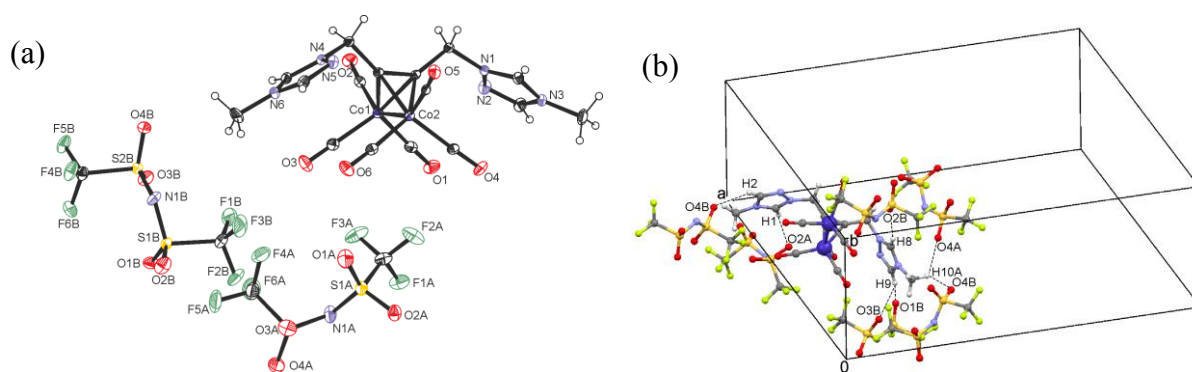 (a)
N4
N5
N6
O2
O5
N1
N2
N3
Co1
Co2
O3
O6
O1
O4
O4B
F5B
S2B
F4B
O3B
N1B
F6B
F1B
F3B
S1B
F4A
O1B
O2B
F2B
F6A
F5A
O3A
O4A
N1A
F3A
F2A
O1A
S1A
F1A
O2A
(b)
a
H2
O4B
H1
O2A
b
O2B
H8
O4A
H10A
H9
O4B
O3B
O1B
0